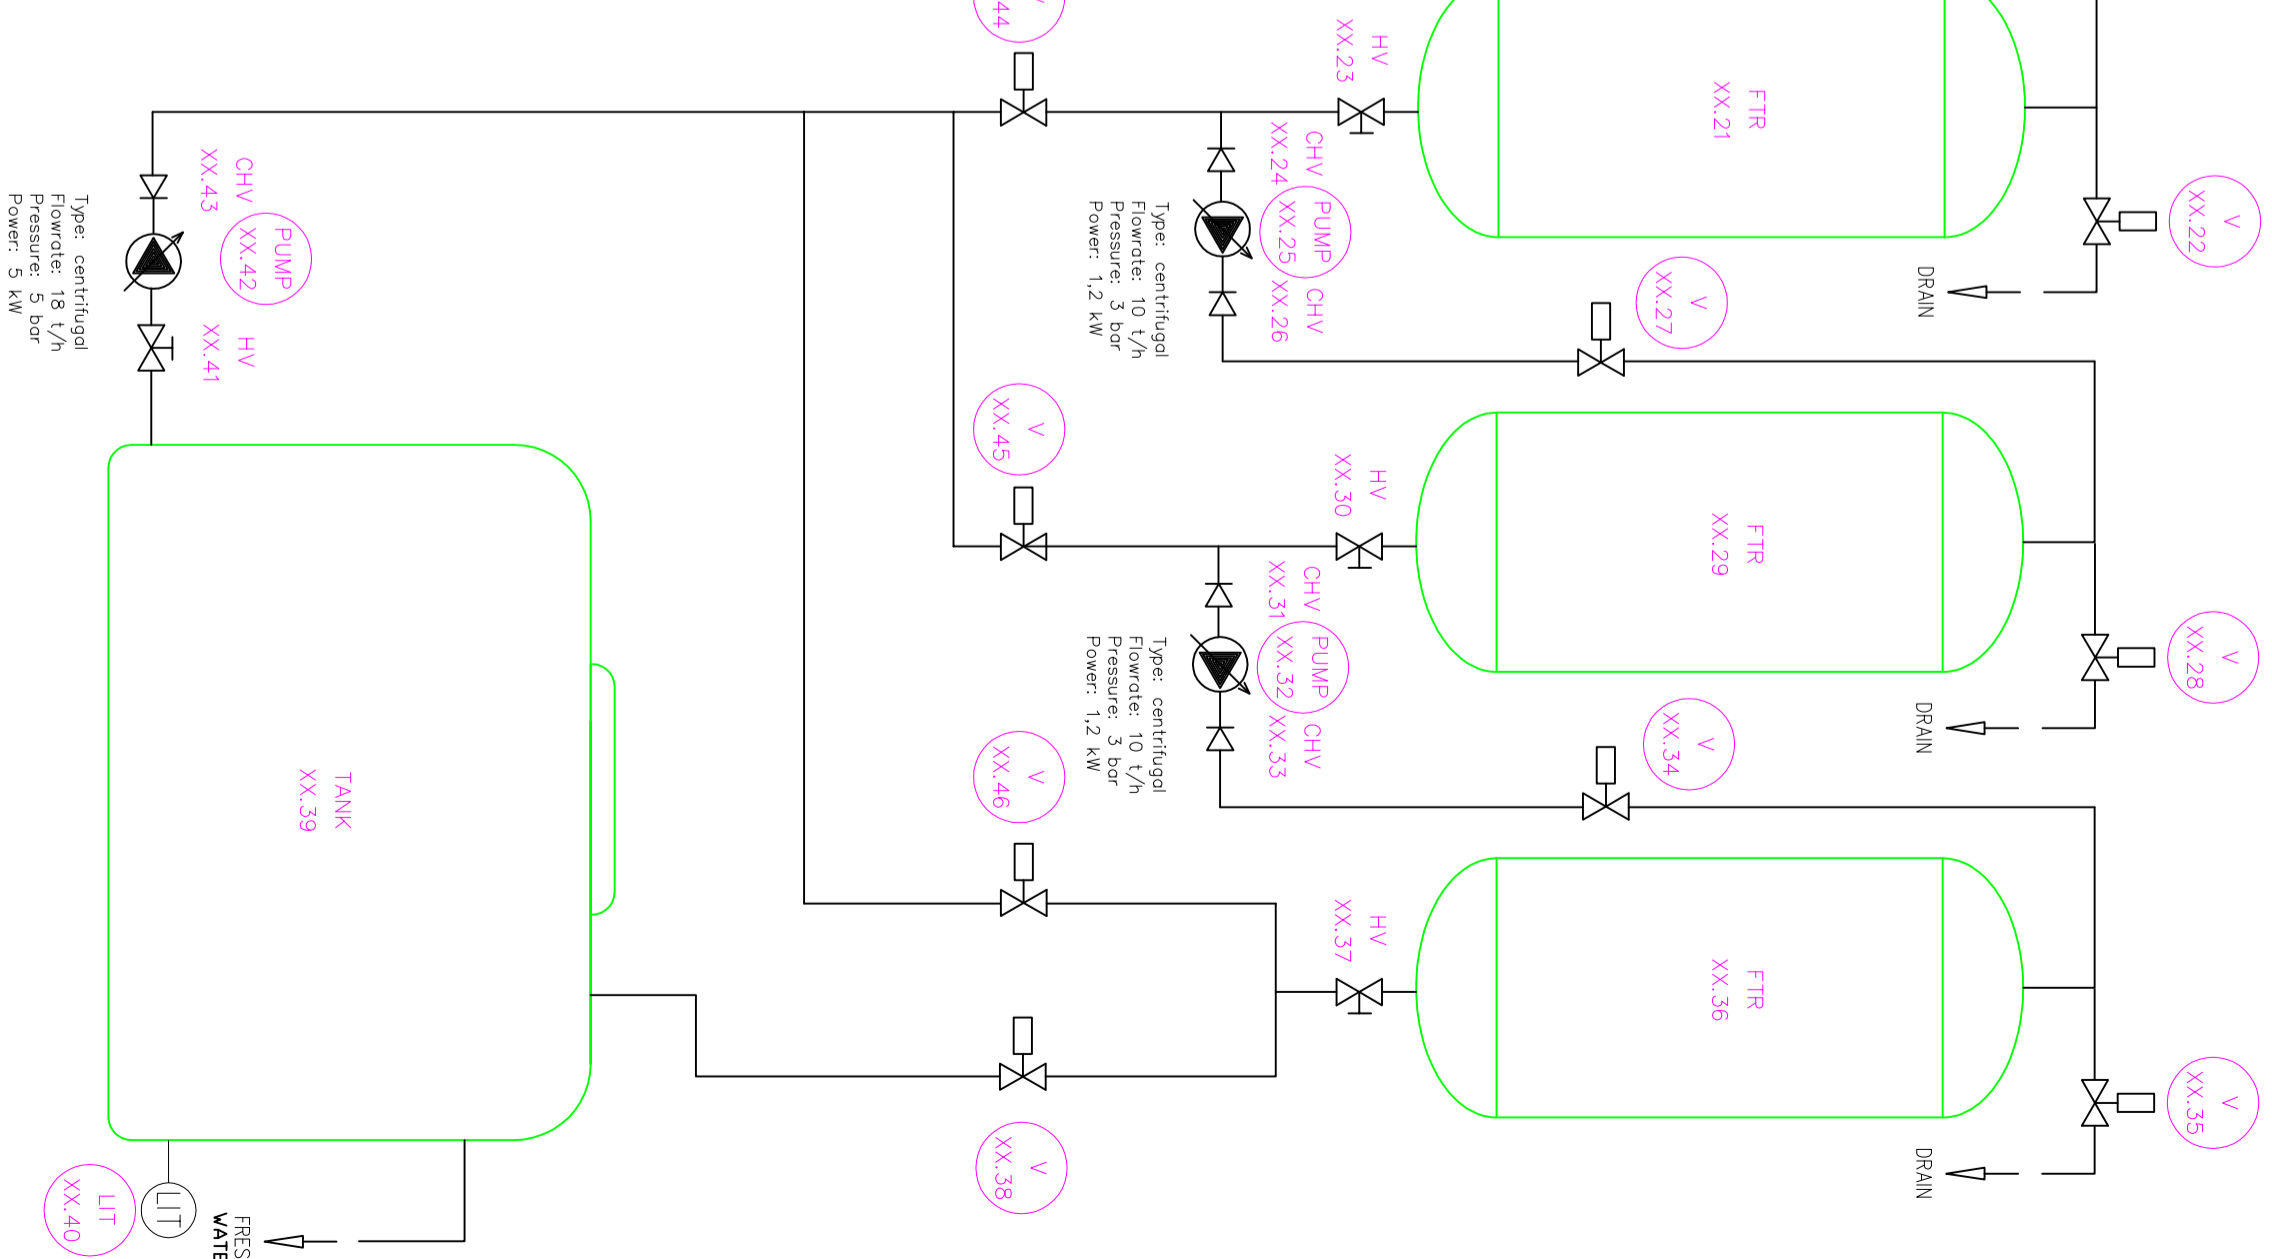 V
XX.44
HV
XX.23
FTR
XX.21
V
XX.22
DRAIN
CHV
XX.24
PUMP
XX.25
CHV
XX.26
Type: centrifugal
Flowrate: 10 t/h
Pressure: 3 bar
Power: 1,2 kW
V
XX.27
CHV
XX.43
PUMP
XX.42
HV
XX.41
Type: centrifugal
Flowrate: 18 t/h
Pressure: 5 bar
Power: 5 kW
V
XX.45
HV
XX.30
FTR
XX.29
V
XX.28
DRAIN
CHV
XX.31
PUMP
XX.32
CHV
XX.33
Type: centrifugal
Flowrate: 10 t/h
Pressure: 3 bar
Power: 1,2 kW
V
XX.34
V
XX.46
HV
XX.37
FTR
XX.36
V
XX.35
DRAIN
TANK
XX.39
V
XX.38
LIT
XX.40
LIT
FRES
WATE